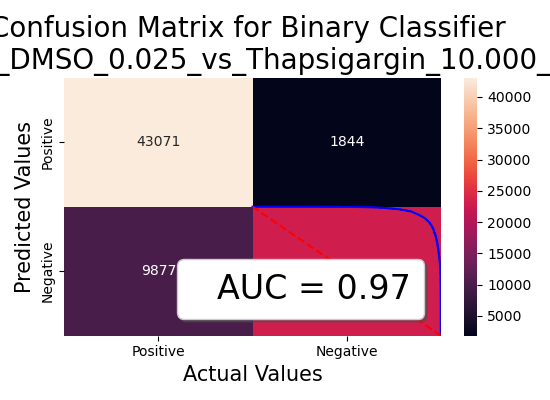 Confusion Matrix for Binary Classifier
_DMSO_0.025_vs_Thapsigargin_10.000_
Predicted Values
Positive
Negative
43071
1844
9877
AUC = 0.97
Positive
Negative
Actual Values
40000
35000
30000
25000
20000
15000
10000
5000